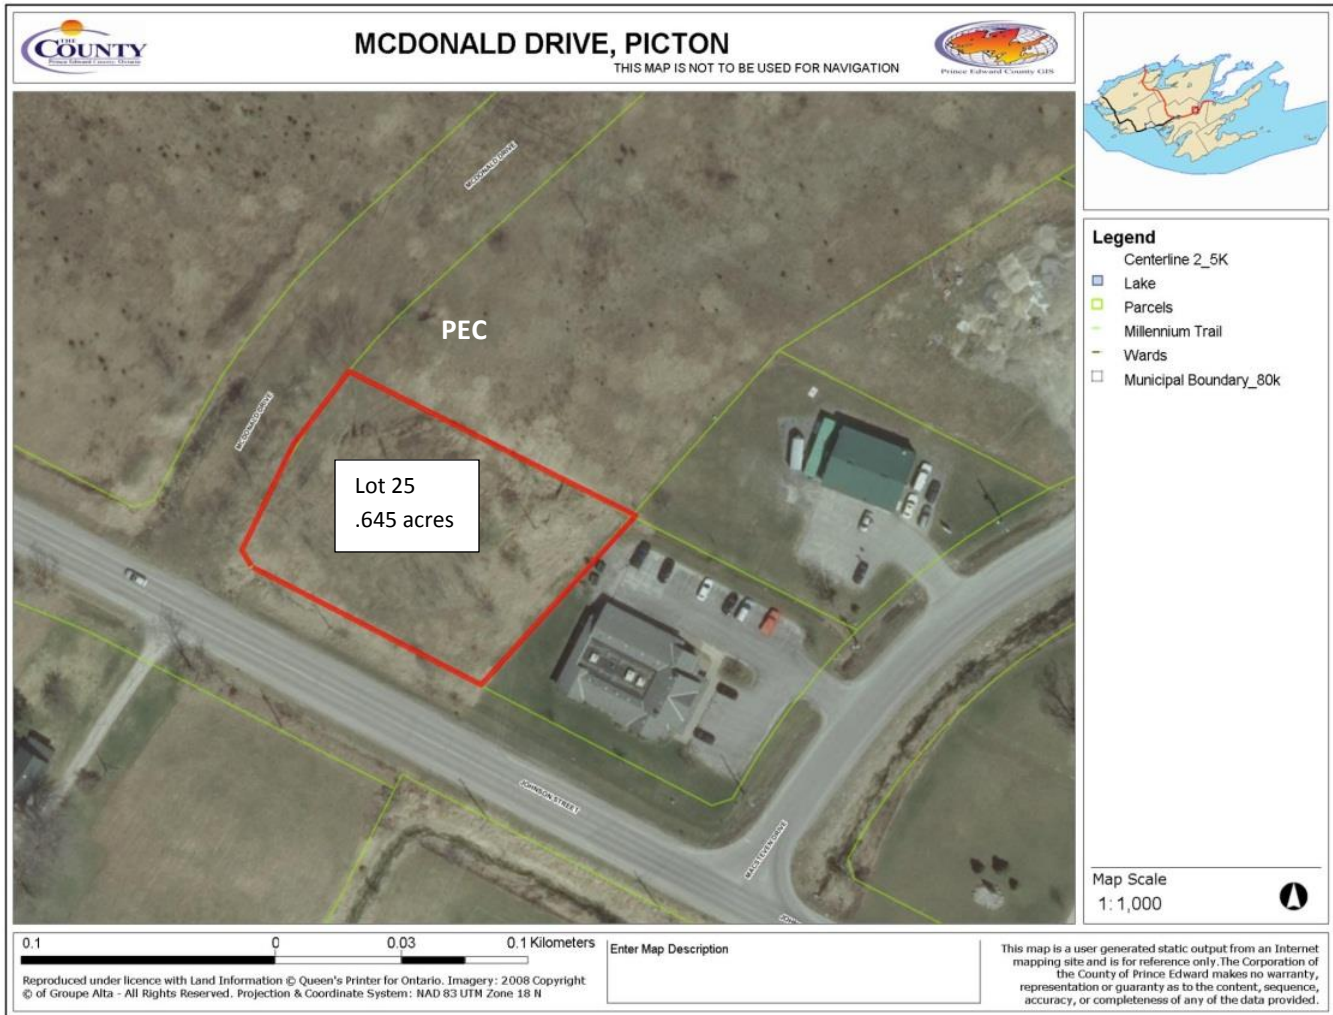 THE
COUNTY
Prince Edward County, Ontario
MCDONALD DRIVE, PICTON
THIS MAP IS NOT TO BE USED FOR NAVIGATION
Prince Edward County GIS
MCDONALD DRIVE
PEC
MCDONALD DRIVE
Lot 25
.645 acres
JOHNSON STREET
MACSTEVEN DRIVE
Legend
Centerline 2_5K
Lake
Parcels
Millennium Trail
Wards
Municipal Boundary_80k
Map Scale
1: 1,000
0.1 0 0.03 0.1 Kilometers
Reproduced under licence with Land Information © Queen's Printer for Ontario. Imagery: 2008 Copyright
© of Groupe Alta - All Rights Reserved. Projection & Coordinate System: NAD 83 UTM Zone 18 N
Enter Map Description
This map is a user generated static output from an Internet
mapping site and is for reference only.The Corporation of
the County of Prince Edward makes no warranty,
representation or guaranty as to the content, sequence,
accuracy, or completeness of any of the data provided.